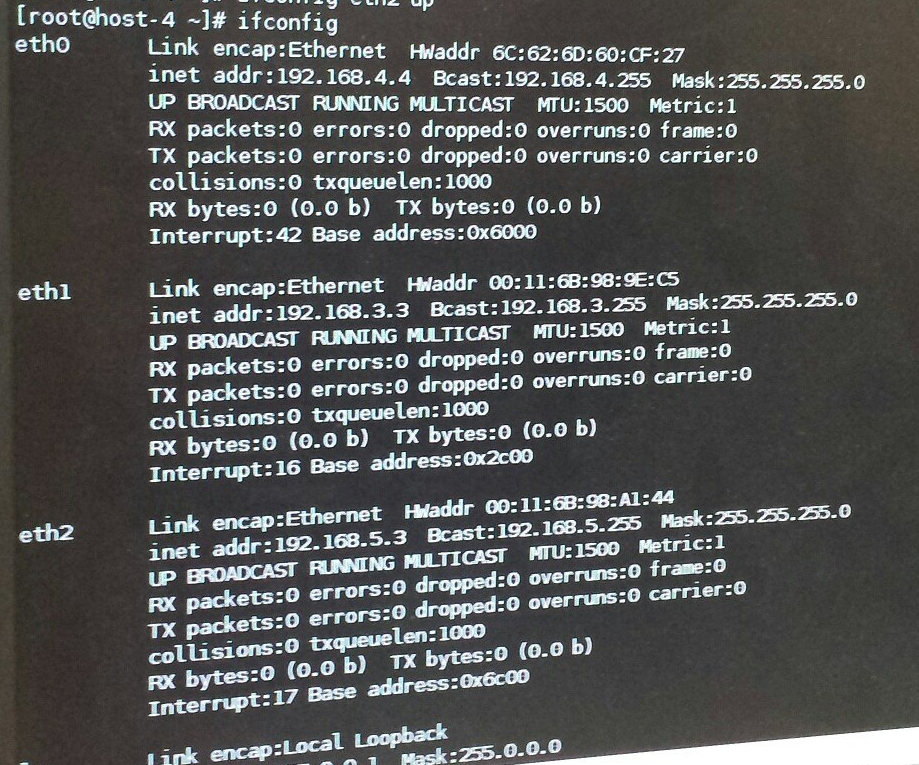 ifconfig eth2 up
[root@host-4 ~]# ifconfig
eth0 Link encap:Ethernet HWaddr 6C:62:6D:60:CF:27
inet addr:192.168.4.4 Bcast:192.168.4.255 Mask:255.255.255.0
UP BROADCAST RUNNING MULTICAST MTU:1500 Metric:1
RX packets:0 errors:0 dropped:0 overruns:0 frame:0
TX packets:0 errors:0 dropped:0 overruns:0 carrier:0
collisions:0 txqueuelen:1000
RX bytes:0 (0.0 b) TX bytes:0 (0.0 b)
Interrupt:42 Base address:0x6000
eth1 Link encap:Ethernet HWaddr 00:11:6B:98:9E:C5
inet addr:192.168.3.3 Bcast:192.168.3.255 Mask:255.255.255.0
UP BROADCAST RUNNING MULTICAST MTU:1500 Metric:1
RX packets:0 errors:0 dropped:0 overruns:0 frame:0
TX packets:0 errors:0 dropped:0 overruns:0 carrier:0
collisions:0 txqueuelen:1000
RX bytes:0 (0.0 b) TX bytes:0 (0.0 b)
Interrupt:16 Base address:0x2c00
eth2 Link encap:Ethernet HWaddr 00:11:6B:98:A1:44
inet addr:192.168.5.3 Bcast:192.168.5.255 Mask:255.255.255.0
UP BROADCAST RUNNING MULTICAST MTU:1500 Metric:1
RX packets:0 errors:0 dropped:0 overruns:0 frame:0
TX packets:0 errors:0 dropped:0 overruns:0 carrier:0
collisions:0 txqueuelen:1000
RX bytes:0 (0.0 b) TX bytes:0 (0.0 b)
Interrupt:17 Base address:0x6c00
Link encap:Local Loopback
Mask:255.0.0.0